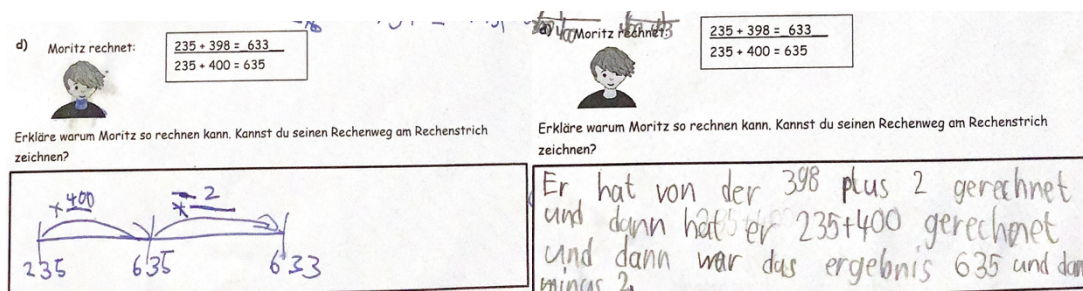 d) Moritz rechnet:
235 + 398 = 633
235 + 400 = 635
Erkläre warum Moritz so rechnen kann. Kannst du seinen Rechenweg am Rechenstrich
zeichnen?
+400
- 2
235 635 633
d) Moritz rechnet:
235 + 398 = 633
235 + 400 = 635
Erkläre warum Moritz so rechnen kann. Kannst du seinen Rechenweg am Rechenstrich
zeichnen?
Er hat von der 398 plus 2 gerechnet
und dann hat er 235+400 gerechnet
und dann war das ergebnis 635 und dan
minus 2.